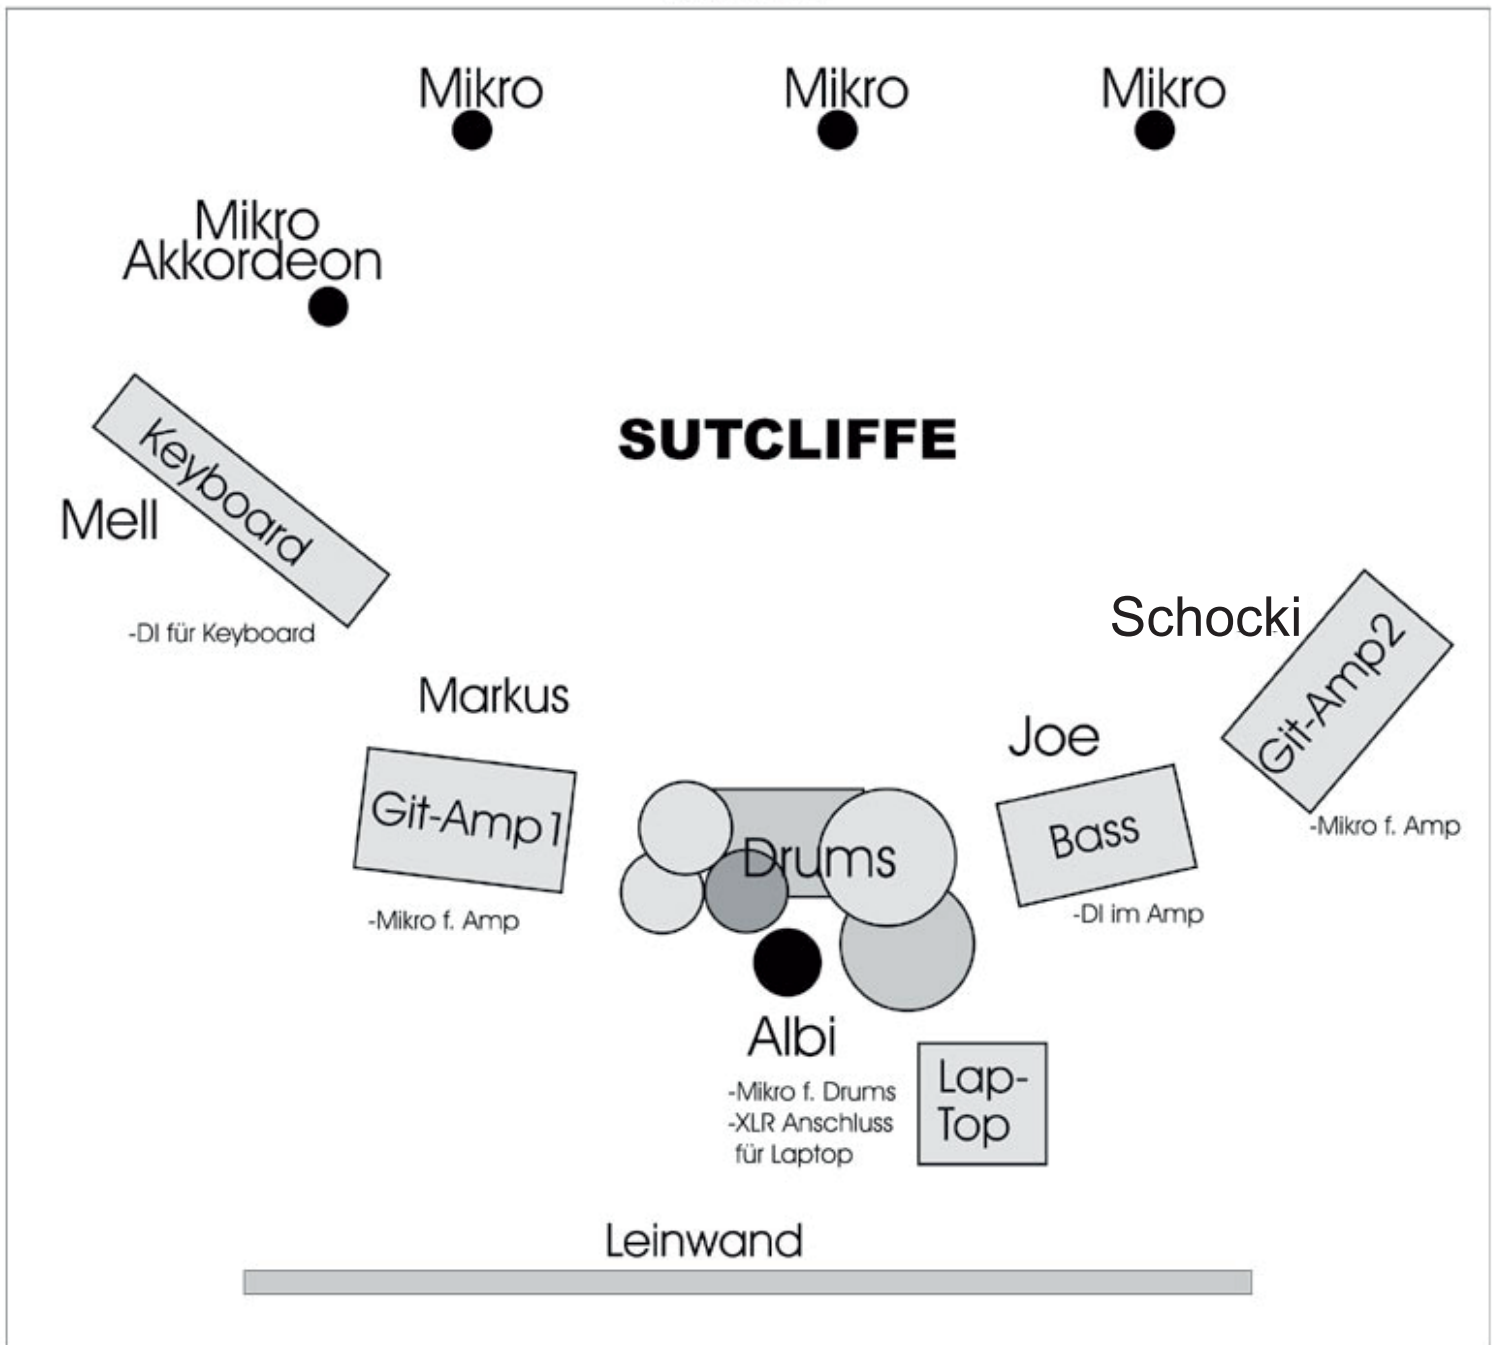 Mikro
Mikro
Mikro
Mikro
Akkordeon
SUTCLIFFE
Keyboard
Mell
-DI für Keyboard
Schocki
Git-Amp2
-Mikro f. Amp
Markus
Git-Amp1
-Mikro f. Amp
Joe
Bass
-DI im Amp
Drums
Albi
-Mikro f. Drums
-XLR Anschluss
für Laptop
Lap-
Top
Leinwand